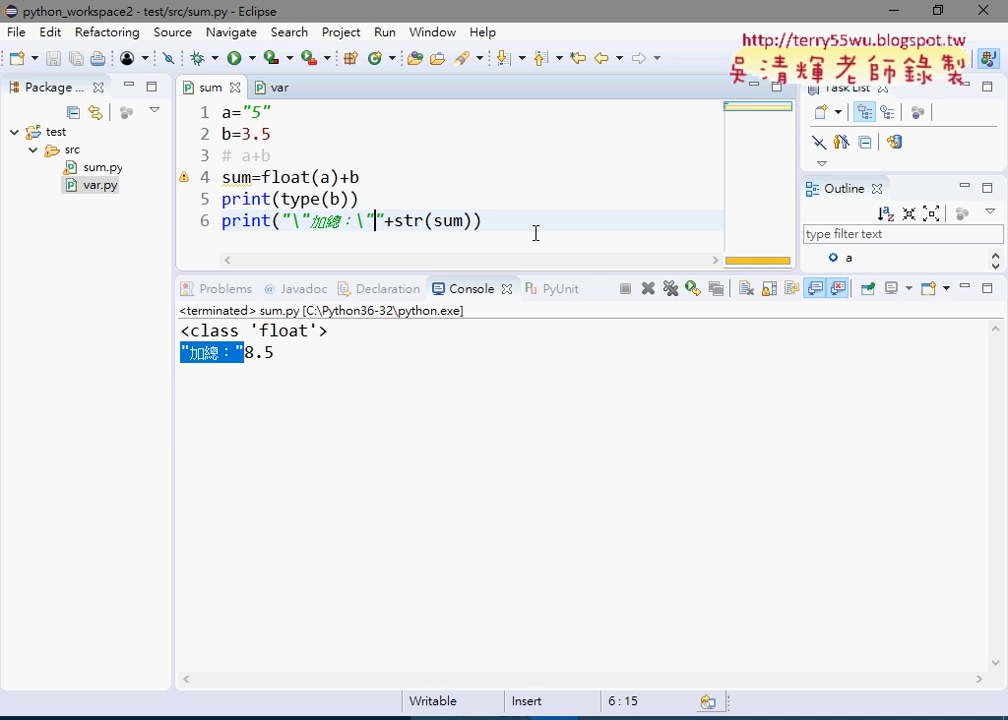 python_workspace2 - test/src/sum.py - Eclipse
File Edit Refactoring Source Navigate Search Project Run Window Help
http://terry55wu.blogspot.tw
吳清輝老師錄製
Package ...
test
src
sum.py
var.py
sum
var
1 a="5"
2 b=3.5
3 # a+b
4 sum=float(a)+b
5 print(type(b))
6 print("\"加總：\""+str(sum))
Task List
Outline
type filter text
a
Problems @ Javadoc Declaration Console PyUnit
<terminated> sum.py [C:\Python36-32\python.exe]
<class 'float'>
"加總："8.5
Writable Insert 6 : 15